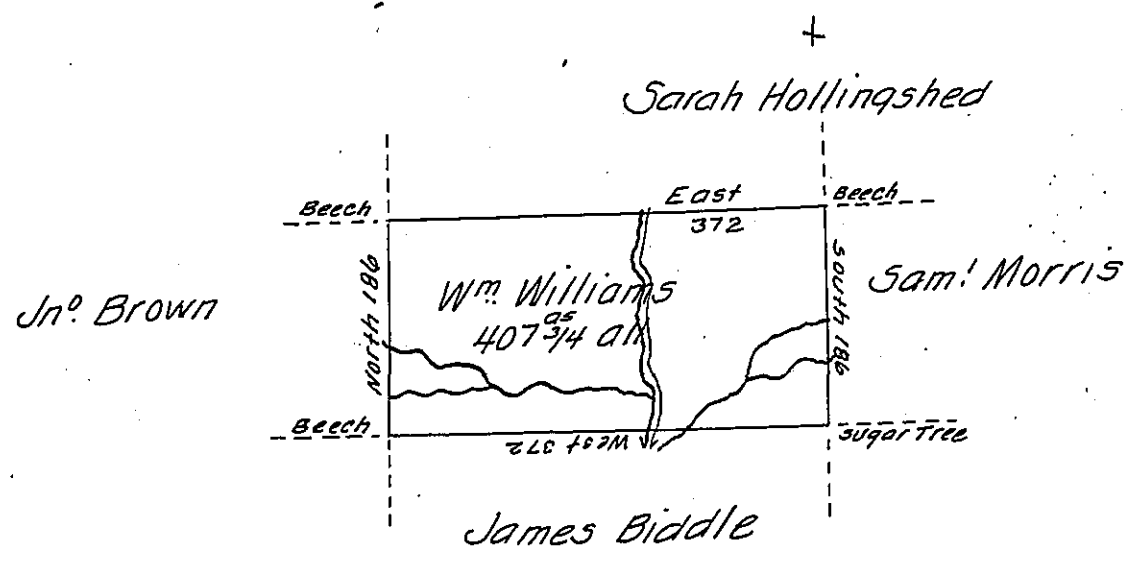 Sarah Hollingshed
Beech
East
372
Beech
North 186
Wm. Williams
as
407 3/4 all
South 186
Jno. Brown
Saml Morris
Beech
West 372
Sugar Tree
James Biddle